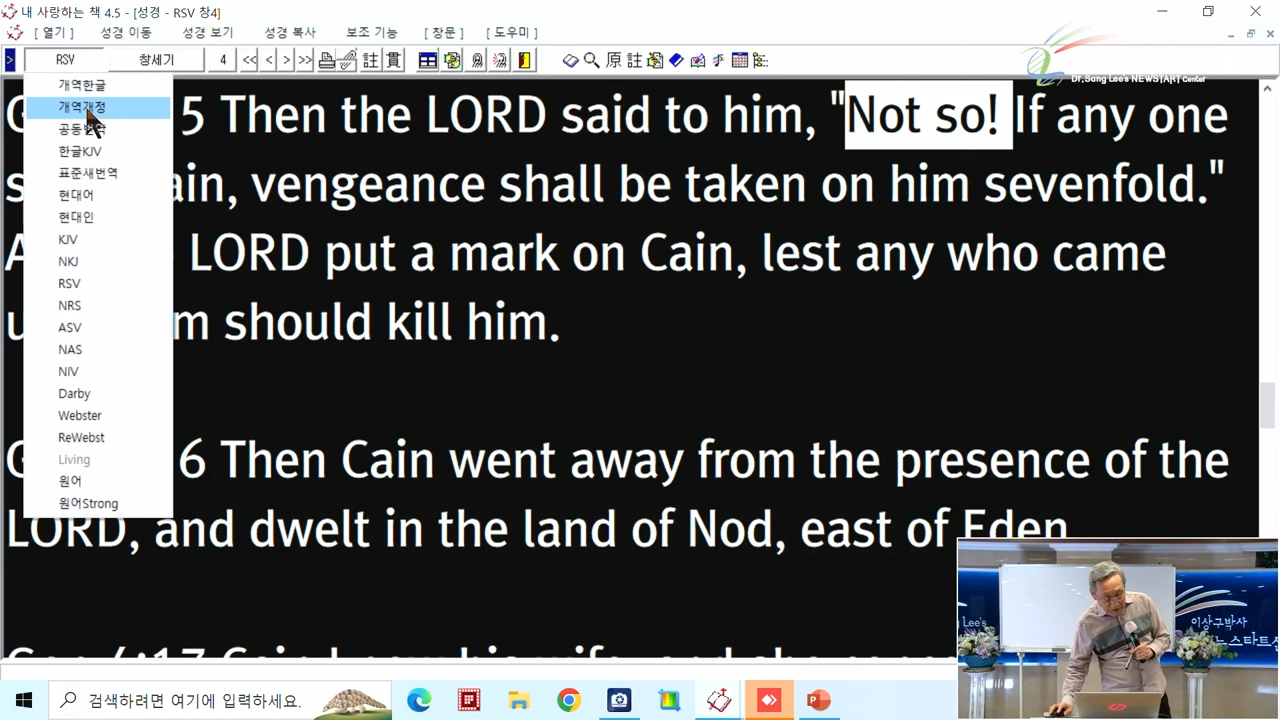 내 사랑하는 책 4.5 - [성경 - RSV 창4]
[ 열기 ] 성경 이동 성경 보기 성경 복사 보조 기능 [ 창문 ] [ 도우미 ]
> RSV 창세기 4 << < > >> 註 貫 原 註
Dr. Sang Lee's NEWSTART Center
개역한글
개역개정
공동번역
한글KJV
표준새번역
현대어
현대인
KJV
NKJ
RSV
NRS
ASV
NAS
NIV
Darby
Webster
ReWebst
Living
원어
원어Strong
G 5 Then the LORD said to him, "Not so! If any one
s ain, vengeance shall be taken on him sevenfold."
A LORD put a mark on Cain, lest any who came
u m should kill him.
G 6 Then Cain went away from the presence of the
LORD, and dwelt in the land of Nod, east of Eden
이상구박사
뉴스타트센
검색하려면 여기에 입력하세요.